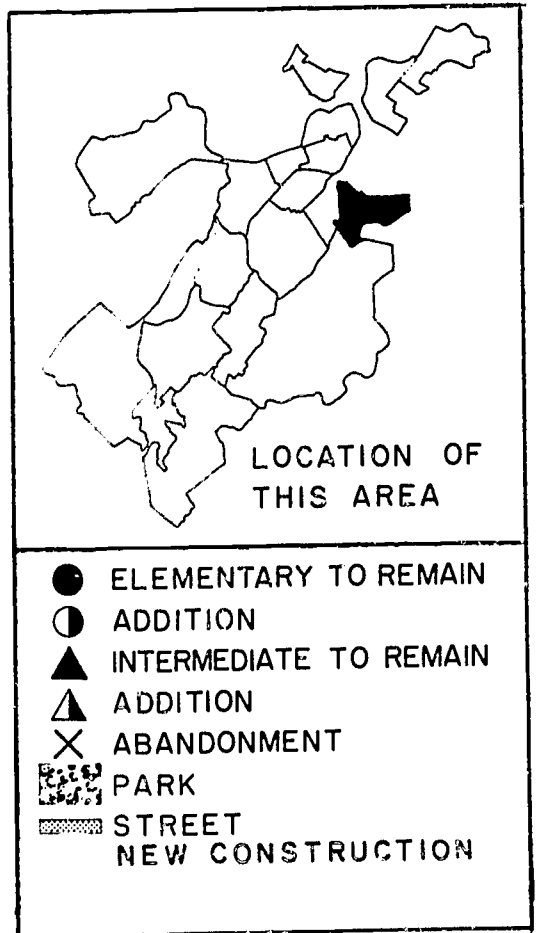 LOCATION OF
THIS AREA
ELEMENTARY TO REMAIN
ADDITION
INTERMEDIATE TO REMAIN
ADDITION
ABANDONMENT
PARK
STREET
NEW CONSTRUCTION